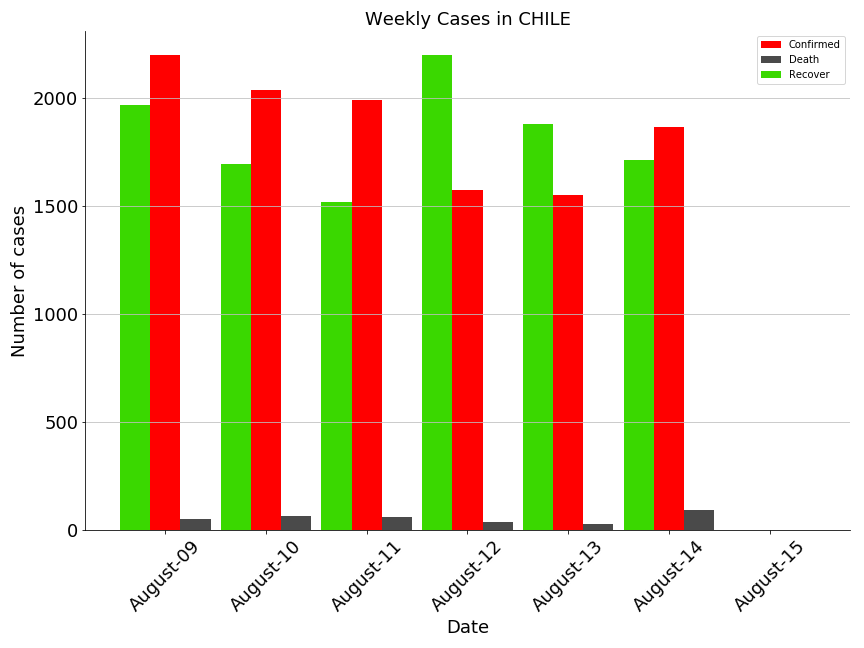 Weekly Cases in CHILE
Confirmed
Death
Recover
Number of cases
2000
1500
1000
500
0
August-09
August-10
August-11
August-12
August-13
August-14
August-15
Date